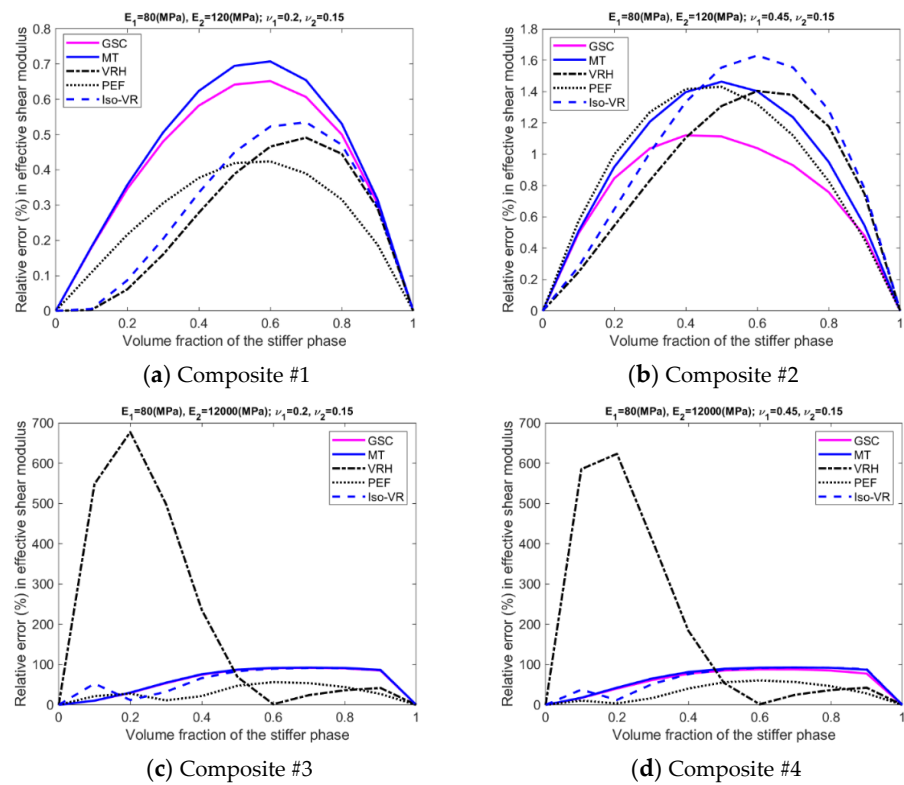 E1=80(MPa), E2=120(MPa); ν1=0.2, ν2=0.15
Relative error (%) in effective shear modulus
0.8
0.7
0.6
0.5
0.4
0.3
0.2
0.1
0
GSC
MT
VRH
PEF
Iso-VR
0 0.2 0.4 0.6 0.8 1
Volume fraction of the stiffer phase
(a) Composite #1
E1=80(MPa), E2=120(MPa); ν1=0.45, ν2=0.15
Relative error (%) in effective shear modulus
1.8
1.6
1.4
1.2
1
0.8
0.6
0.4
0.2
0
GSC
MT
VRH
PEF
Iso-VR
0 0.2 0.4 0.6 0.8 1
Volume fraction of the stiffer phase
(b) Composite #2
E1=80(MPa), E2=12000(MPa); ν1=0.2, ν2=0.15
Relative error (%) in effective shear modulus
700
600
500
400
300
200
100
0
GSC
MT
VRH
PEF
Iso-VR
0 0.2 0.4 0.6 0.8 1
Volume fraction of the stiffer phase
(c) Composite #3
E1=80(MPa), E2=12000(MPa); ν1=0.45, ν2=0.15
Relative error (%) in effective shear modulus
700
600
500
400
300
200
100
0
GSC
MT
VRH
PEF
Iso-VR
0 0.2 0.4 0.6 0.8 1
Volume fraction of the stiffer phase
(d) Composite #4